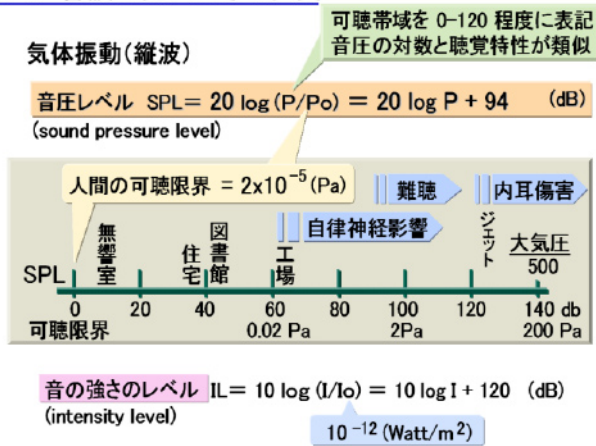 可聴帯域を 0-120 程度に表記
音圧の対数と聴覚特性が類似
気体振動(縦波)
音圧レベル SPL= 20 log (P/Po) = 20 log P + 94 (dB)
(sound pressure level)
人間の可聴限界 = 2x10⁻⁵ (Pa)
難聴
内耳傷害
自律神経影響
無響室
住宅
図書館
工場
ジェット
大気圧
500
SPL
0 20 40 60 80 100 120 140 db
可聴限界 0.02 Pa 2Pa 200 Pa
音の強さのレベル IL= 10 log (I/Io) = 10 log I + 120 (dB)
(intensity level)
10⁻¹² (Watt/m²)